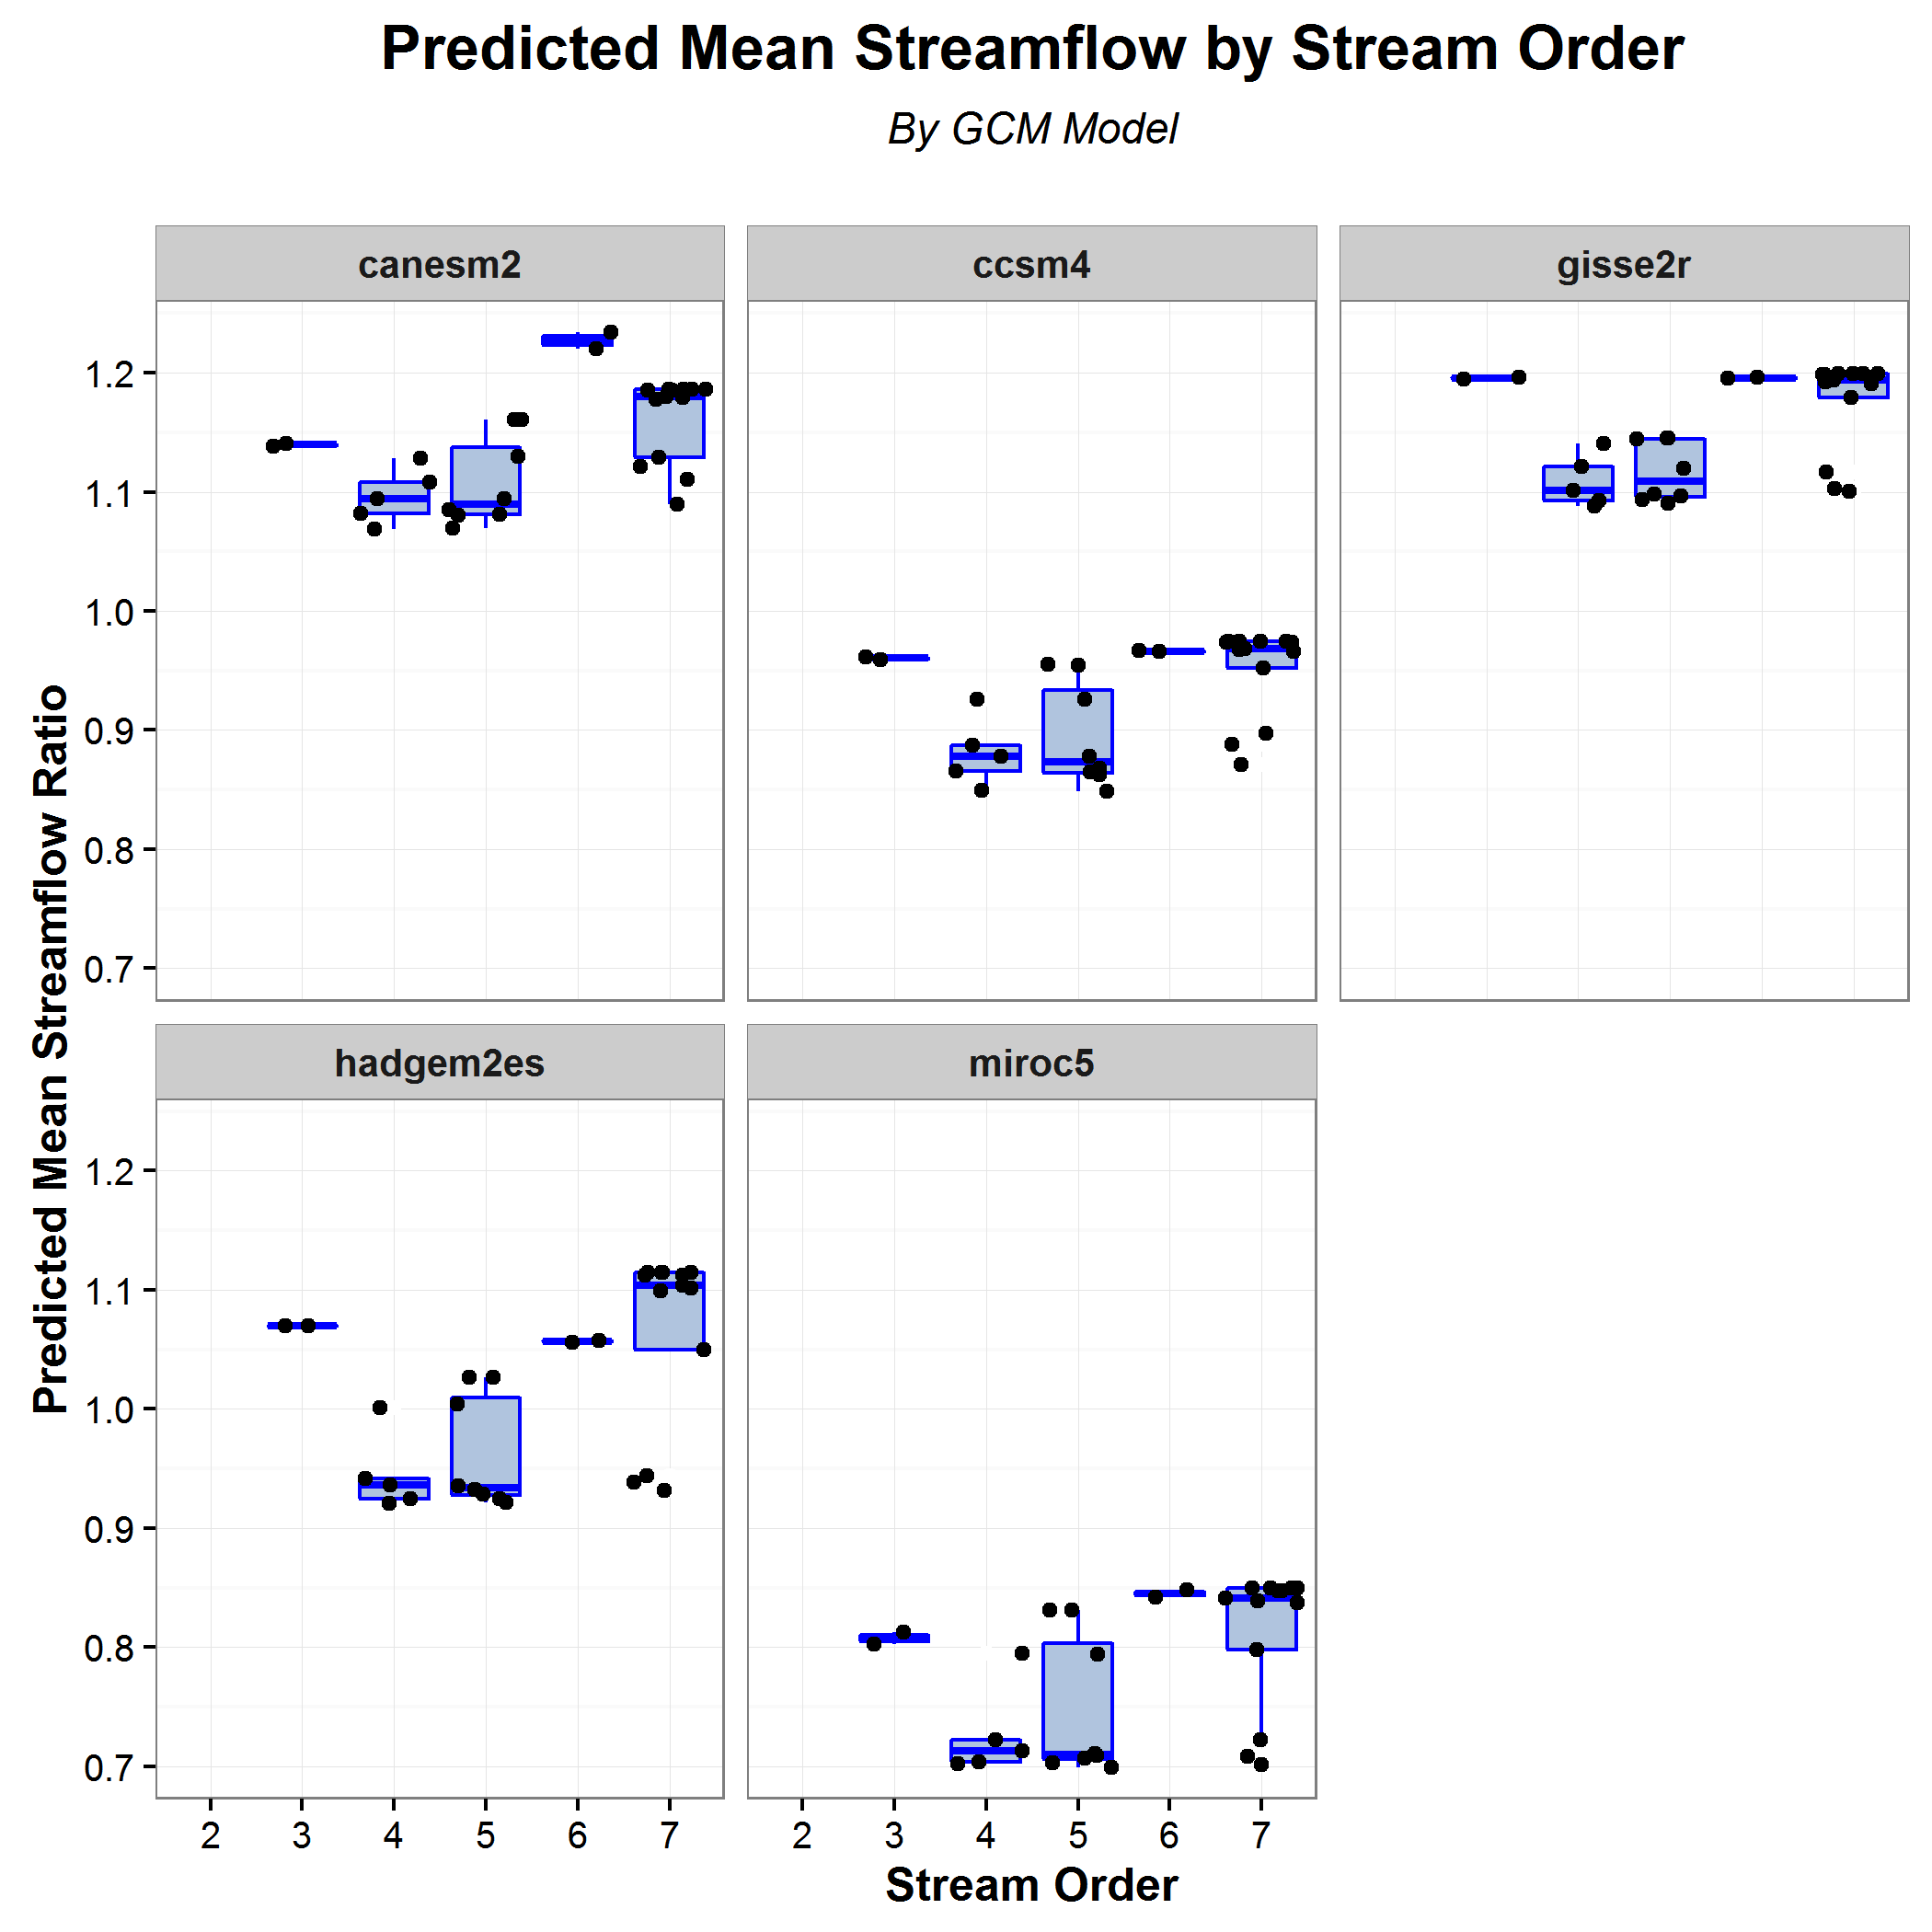 Predicted Mean Streamflow by Stream Order
By GCM Model
canesm2
ccsm4
gisse2r
1.2
1.1
1.0
0.9
0.8
0.7
Predicted Mean Streamflow Ratio
hadgem2es
miroc5
1.2
1.1
1.0
0.9
0.8
0.7
2 3 4 5 6 7
2 3 4 5 6 7
Stream Order